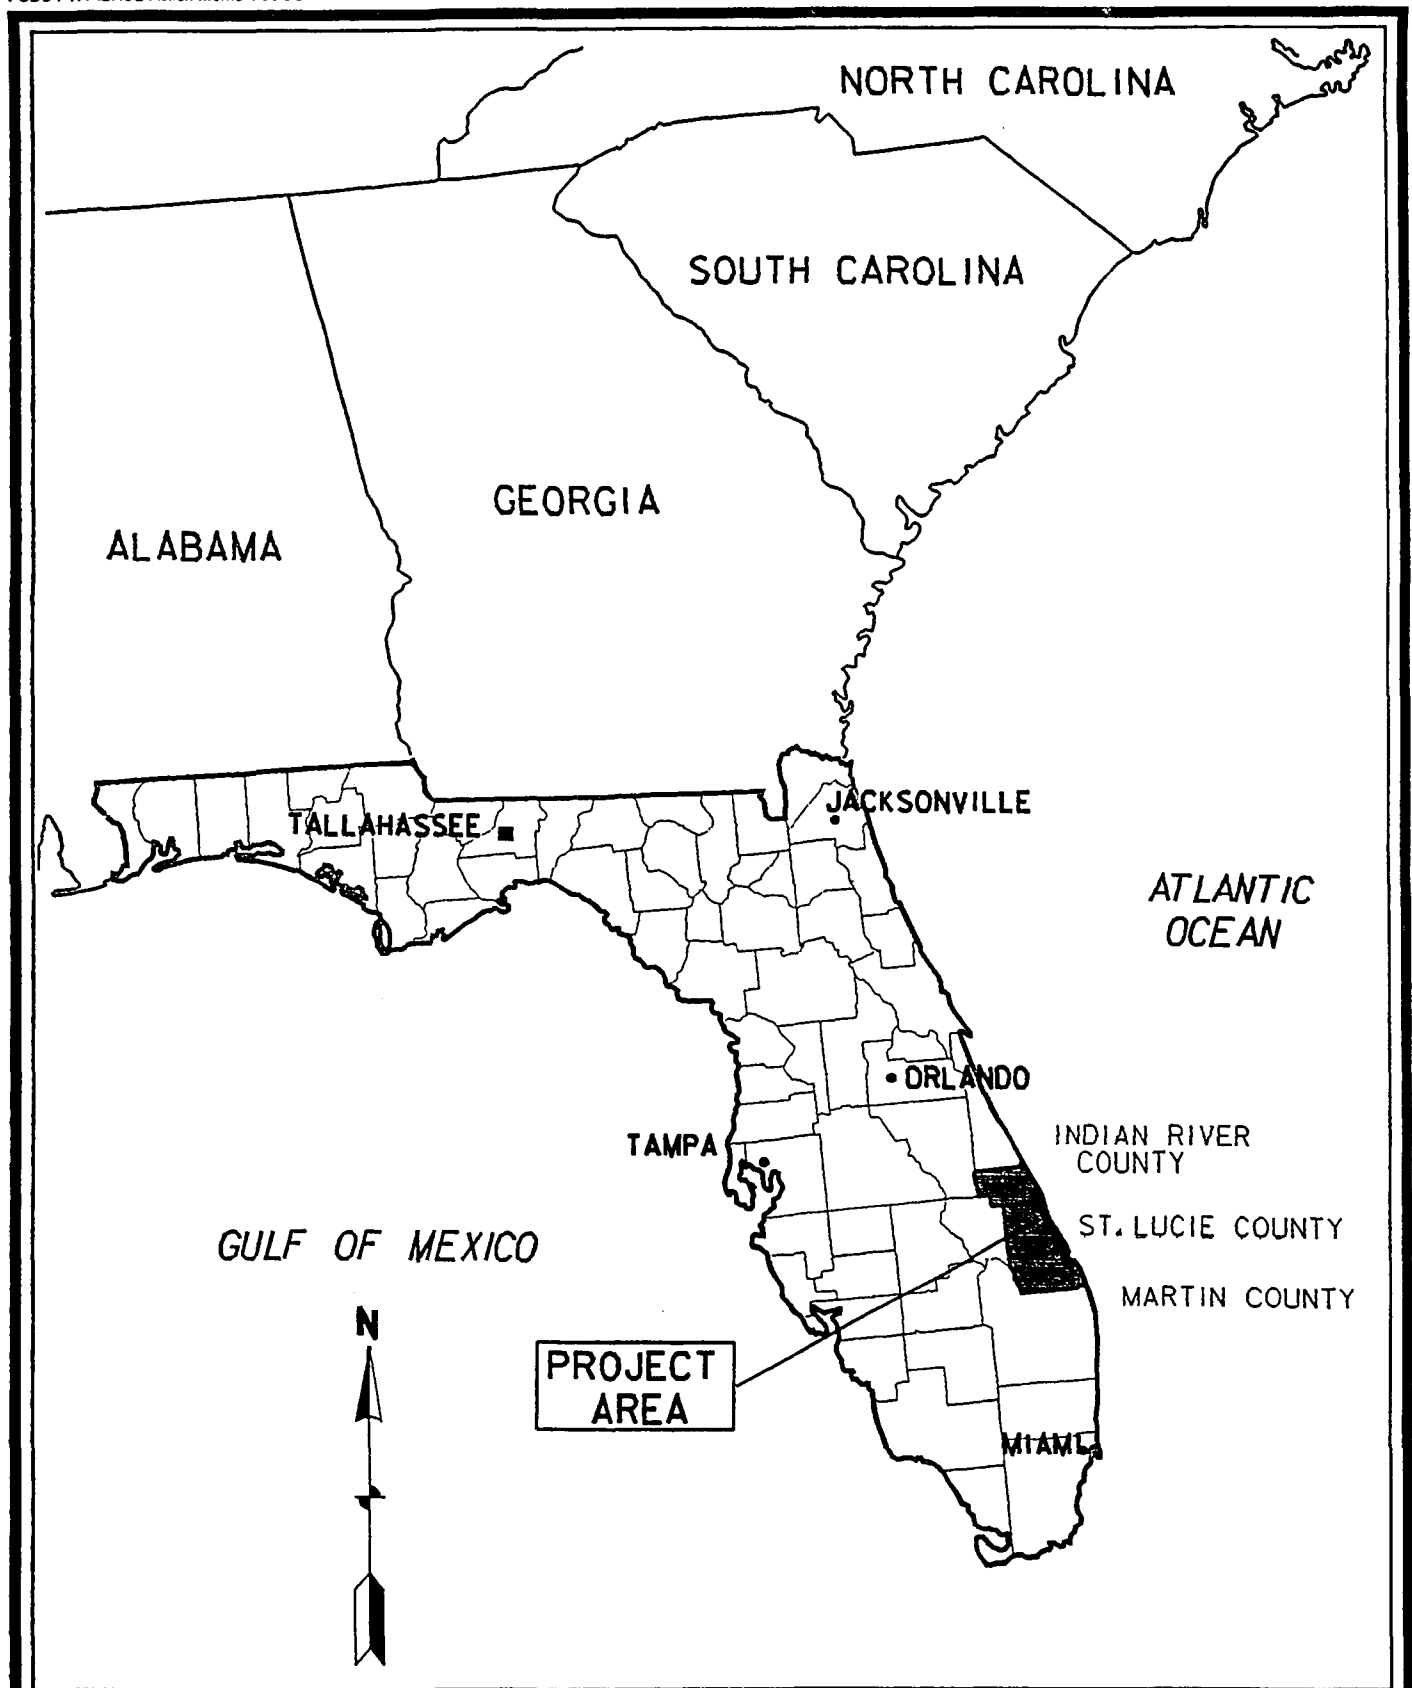 NORTH CAROLINA
SOUTH CAROLINA
GEORGIA
ALABAMA
TALLAHASSEE
JACKSONVILLE
ATLANTIC
OCEAN
ORLANDO
TAMPA
INDIAN RIVER
COUNTY
ST. LUCIE COUNTY
GULF OF MEXICO
MARTIN COUNTY
N
PROJECT
AREA
MIAMI